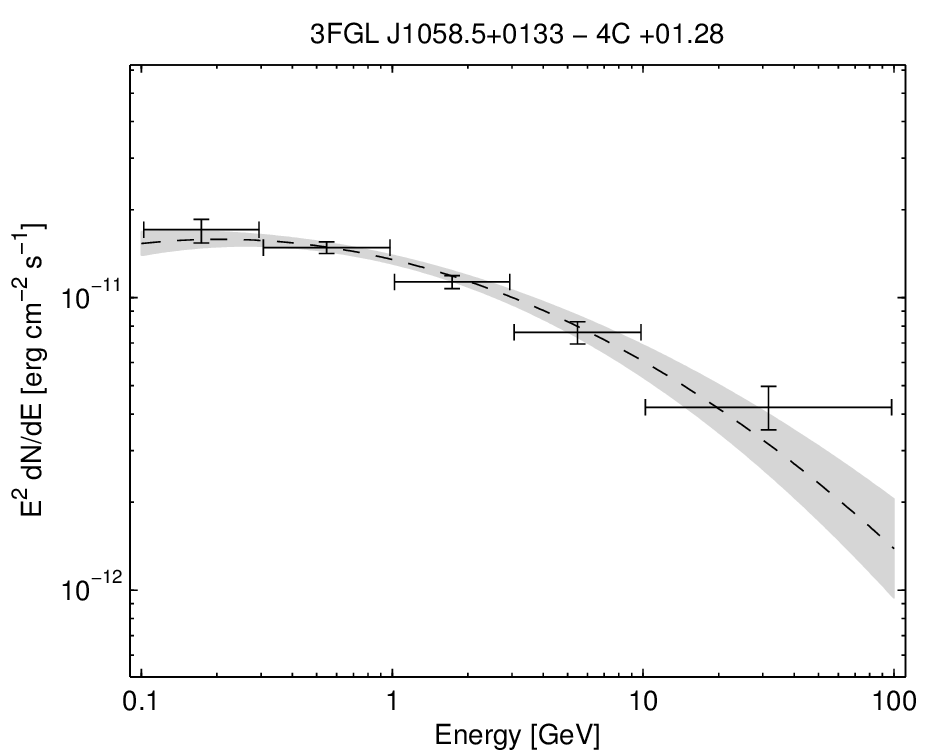 3FGL J1058.5+0133 − 4C +01.28
E² dN/dE [erg cm⁻² s⁻¹]
10⁻¹¹
10⁻¹²
0.1 1 10 100
Energy [GeV]